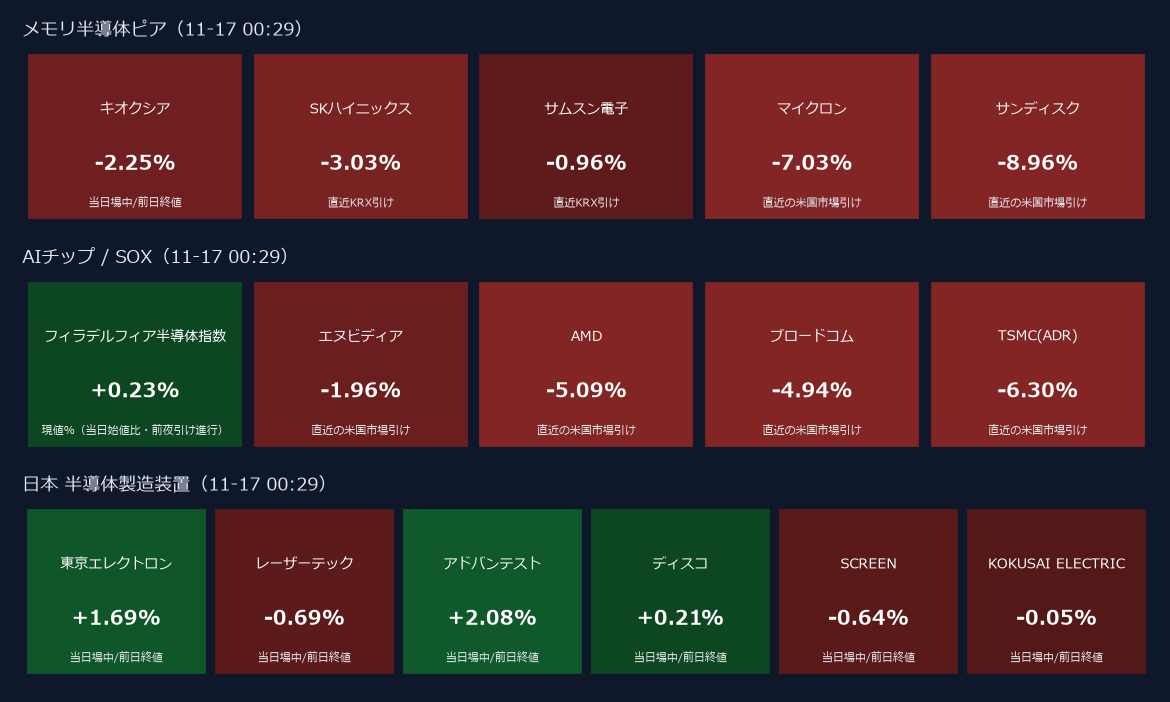 メモリ半導体ピア（11-17 00:29）
キオクシア
-2.25%
当日場中/前日終値
SKハイニックス
-3.03%
直近KRX引け
サムスン電子
-0.96%
直近KRX引け
マイクロン
-7.03%
直近の米国市場引け
サンディスク
-8.96%
直近の米国市場引け
AIチップ / SOX（11-17 00:29）
フィラデルフィア半導体指数
+0.23%
現値%（当日始値比・前夜引け進行）
エヌビディア
-1.96%
直近の米国市場引け
AMD
-5.09%
直近の米国市場引け
ブロードコム
-4.94%
直近の米国市場引け
TSMC(ADR)
-6.30%
直近の米国市場引け
日本 半導体製造装置（11-17 00:29）
東京エレクトロン
+1.69%
当日場中/前日終値
レーザーテック
-0.69%
当日場中/前日終値
アドバンテスト
+2.08%
当日場中/前日終値
ディスコ
+0.21%
当日場中/前日終値
SCREEN
-0.64%
当日場中/前日終値
KOKUSAI ELECTRIC
-0.05%
当日場中/前日終値